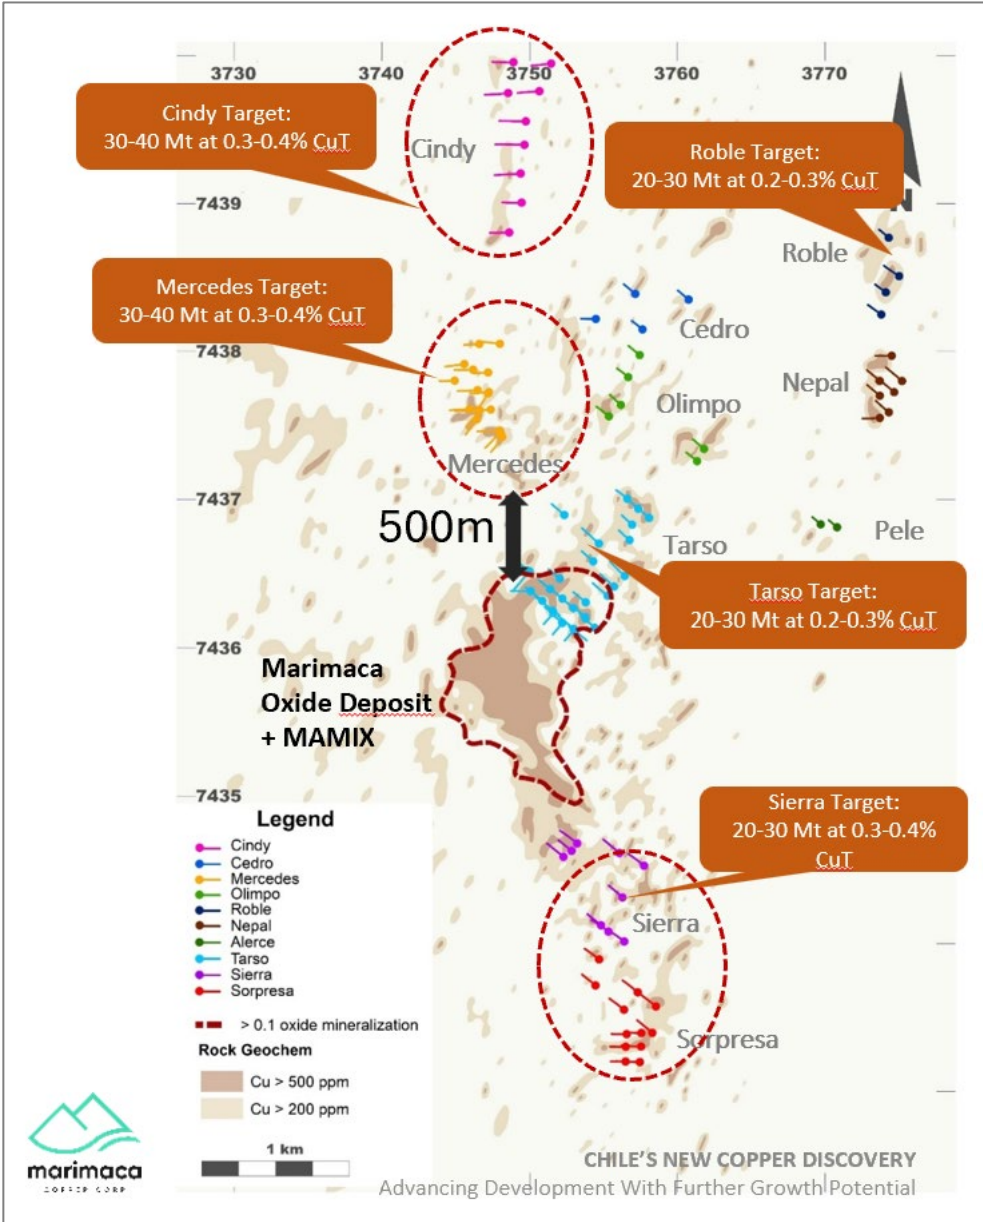 3730
3740
3750
3760
3770
Cindy Target:
30-40 Mt at 0.3-0.4% CuT
Cindy
Roble Target:
20-30 Mt at 0.2-0.3% CuT
N
7439
Roble
Mercedes Target:
30-40 Mt at 0.3-0.4% CuT
Cedro
7438
Nepal
Olimpo
Mercedes
7437
500m
Pele
Tarso
Tarso Target:
20-30 Mt at 0.2-0.3% CuT
7436
Marimaca
Oxide Deposit
+ MAMIX
7435
Sierra Target:
20-30 Mt at 0.3-0.4%
CuT
Sierra
Sorpresa
Legend
Cindy
Cedro
Mercedes
Olimpo
Roble
Nepal
Alerce
Tarso
Sierra
Sorpresa
> 0.1 oxide mineralization
Rock Geochem
Cu > 500 ppm
Cu > 200 ppm
1 km
marimaca
COPPER CORP
CHILE'S NEW COPPER DISCOVERY
Advancing Development With Further Growth Potential